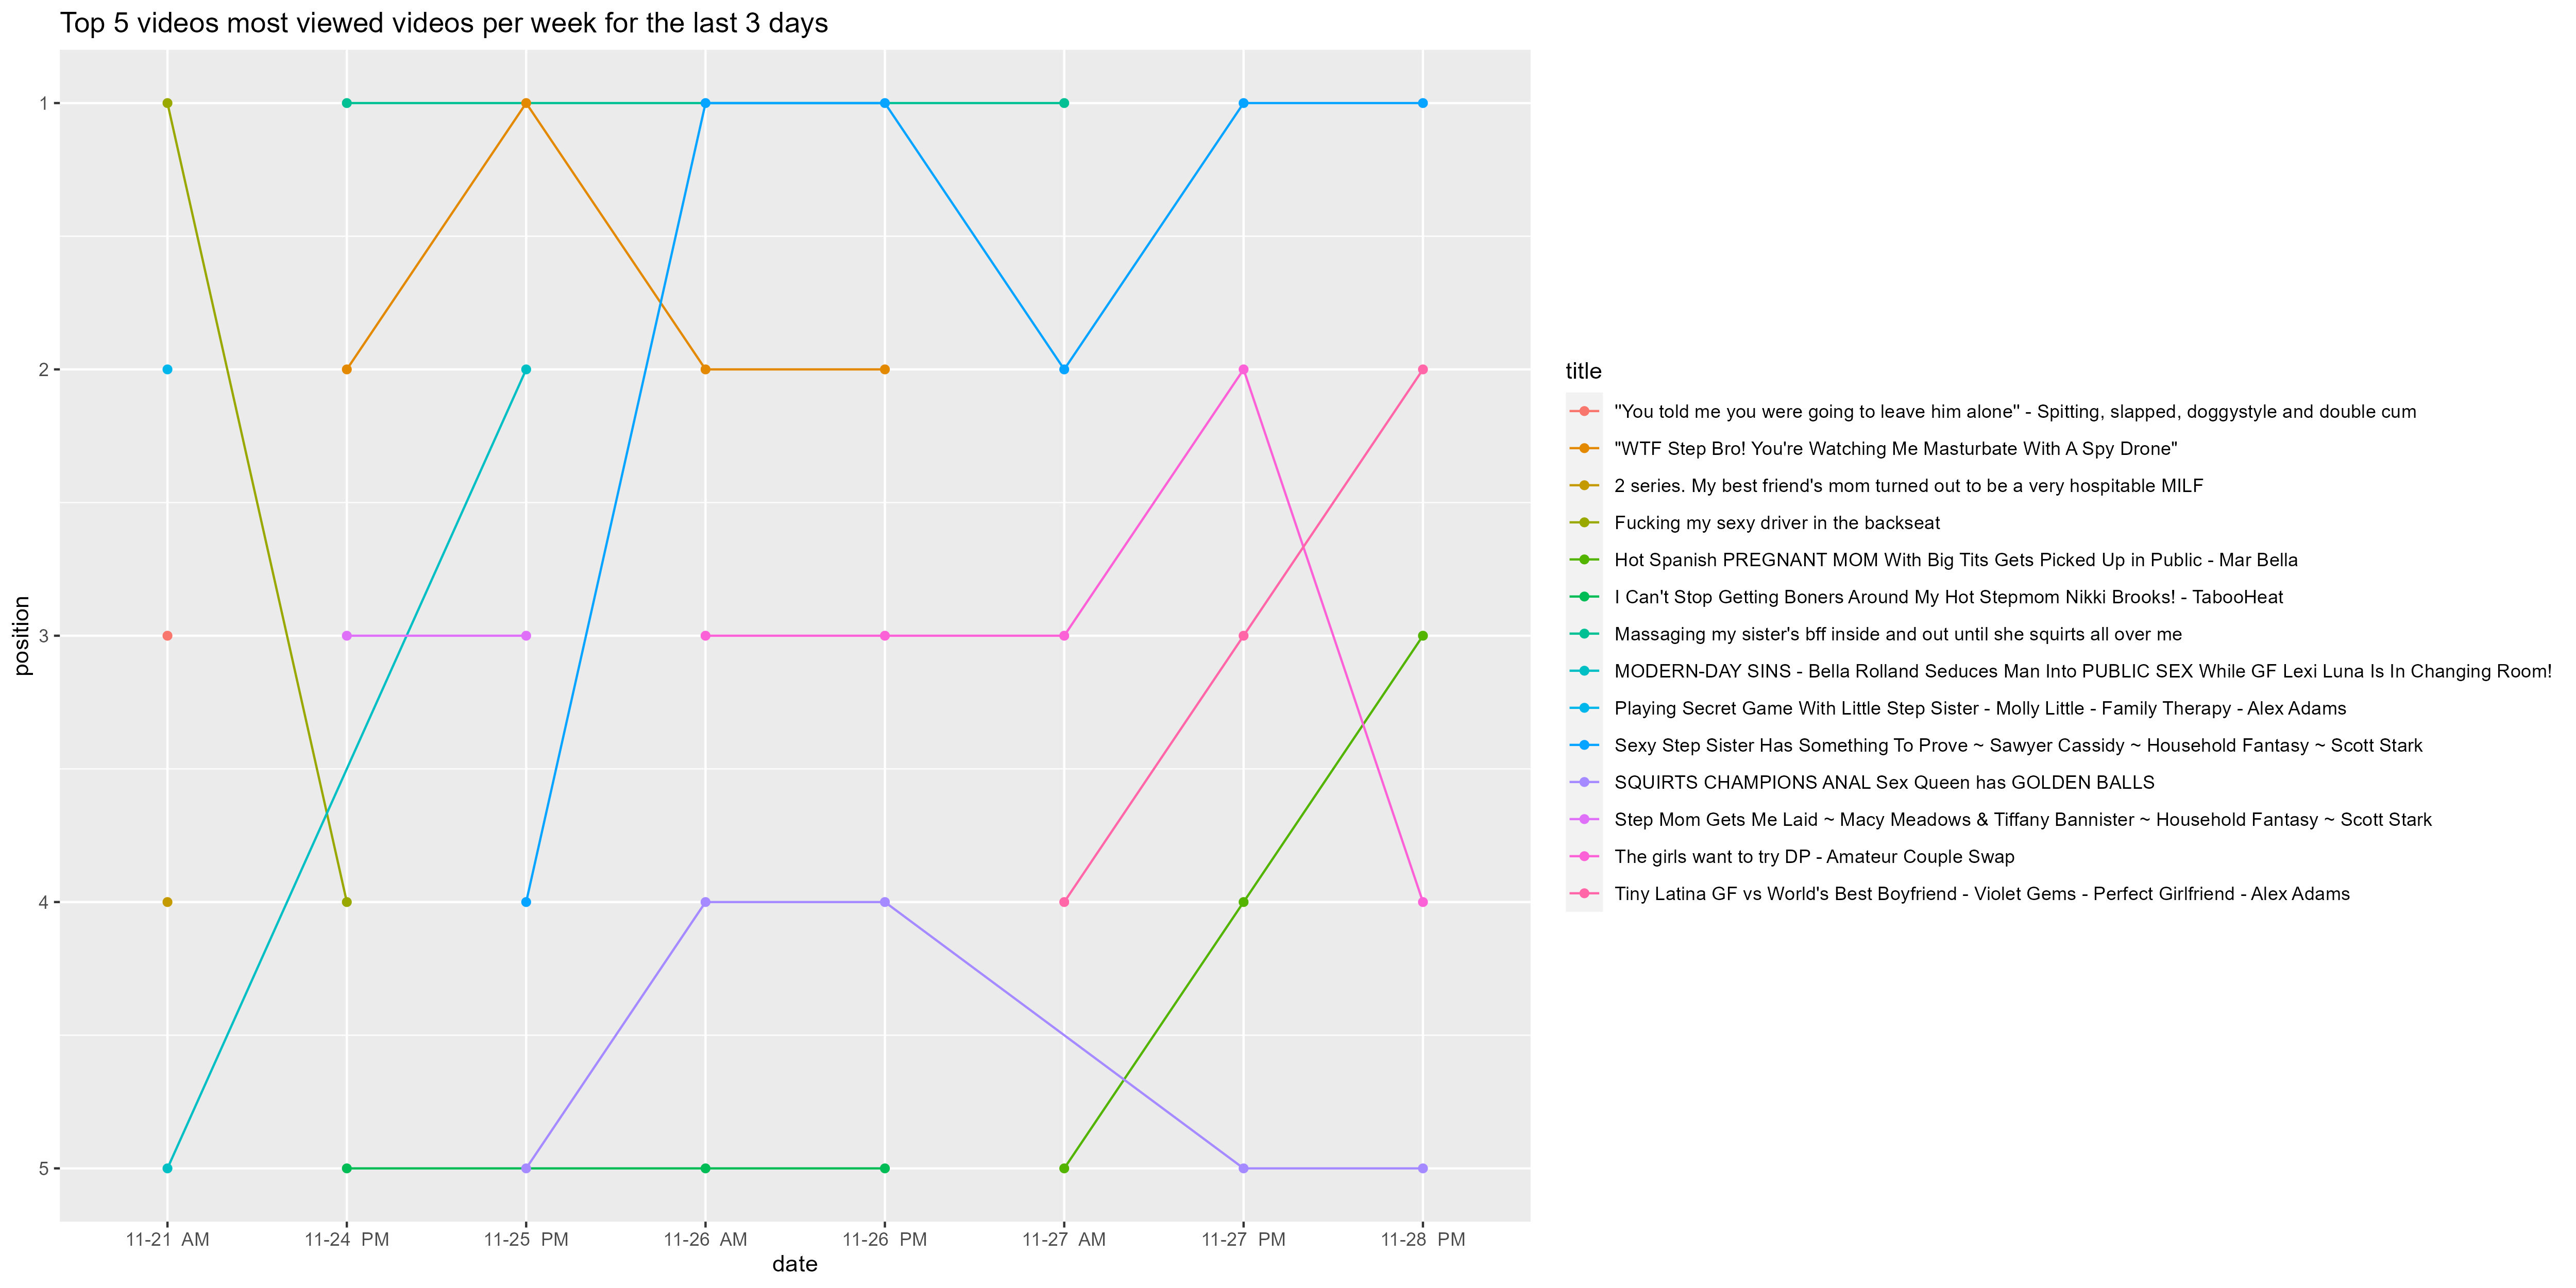 Top 5 videos most viewed videos per week for the last 3 days
position
1
2
3
4
5
11-21 AM
11-24 PM
11-25 PM
11-26 AM
11-26 PM
11-27 AM
11-27 PM
11-28 PM
date
title
"You told me you were going to leave him alone" - Spitting, slapped, doggystyle and double cum
"WTF Step Bro! You're Watching Me Masturbate With A Spy Drone"
2 series. My best friend's mom turned out to be a very hospitable MILF
Fucking my sexy driver in the backseat
Hot Spanish PREGNANT MOM With Big Tits Gets Picked Up in Public - Mar Bella
I Can't Stop Getting Boners Around My Hot Stepmom Nikki Brooks! - TabooHeat
Massaging my sister's bff inside and out until she squirts all over me
MODERN-DAY SINS - Bella Rolland Seduces Man Into PUBLIC SEX While GF Lexi Luna Is In Changing Room!
Playing Secret Game With Little Step Sister - Molly Little - Family Therapy - Alex Adams
Sexy Step Sister Has Something To Prove ~ Sawyer Cassidy ~ Household Fantasy ~ Scott Stark
SQUIRTS CHAMPIONS ANAL Sex Queen has GOLDEN BALLS
Step Mom Gets Me Laid ~ Macy Meadows & Tiffany Bannister ~ Household Fantasy ~ Scott Stark
The girls want to try DP - Amateur Couple Swap
Tiny Latina GF vs World's Best Boyfriend - Violet Gems - Perfect Girlfriend - Alex Adams